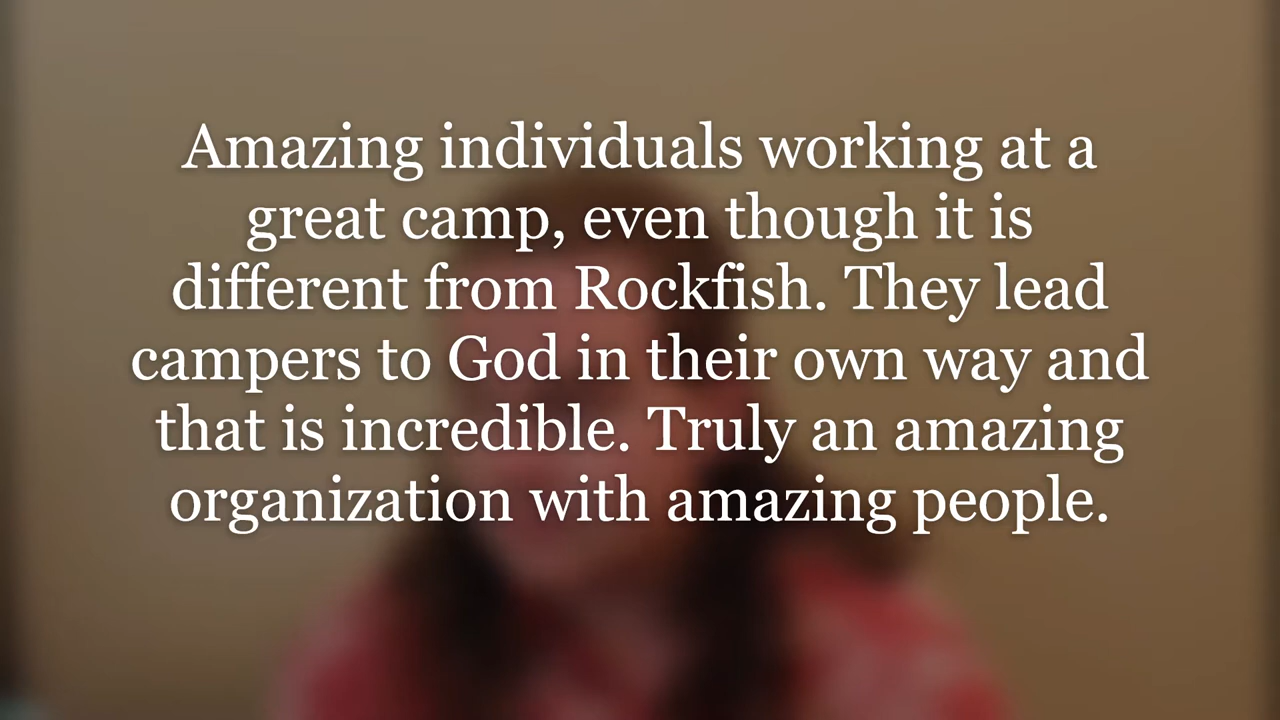 Amazing individuals working at a
great camp, even though it is
different from Rockfish. They lead
campers to God in their own way and
that is incredible. Truly an amazing
organization with amazing people.